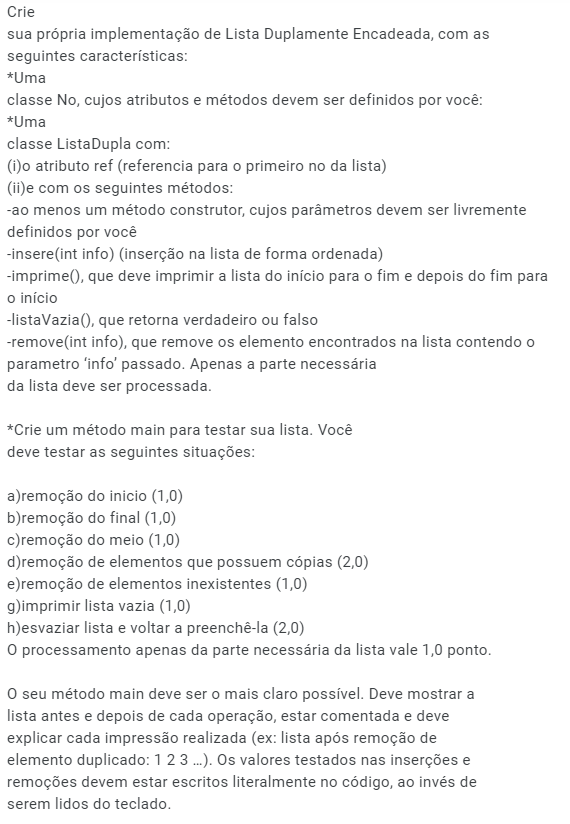 Crie
sua própria implementação de Lista Duplamente Encadeada, com as
seguintes características:
*Uma
classe No, cujos atributos e métodos devem ser definidos por você:
*Uma
classe ListaDupla com:
(i)o atributo ref (referencia para o primeiro no da lista)
(ii)e com os seguintes métodos:
-ao menos um método construtor, cujos parâmetros devem ser livremente
definidos por você
-insere(int info) (inserção na lista de forma ordenada)
-imprime(), que deve imprimir a lista do início para o fim e depois do fim para
o início
-listaVazia(), que retorna verdadeiro ou falso
-remove(int info), que remove os elemento encontrados na lista contendo o
parametro ‘info’ passado. Apenas a parte necessária
da lista deve ser processada.
*Crie um método main para testar sua lista. Você
deve testar as seguintes situações:
a)remoção do inicio (1,0)
b)remoção do final (1,0)
c)remoção do meio (1,0)
d)remoção de elementos que possuem cópias (2,0)
e)remoção de elementos inexistentes (1,0)
g)imprimir lista vazia (1,0)
h)esvaziar lista e voltar a preenchê-la (2,0)
O processamento apenas da parte necessária da lista vale 1,0 ponto.
O seu método main deve ser o mais claro possível. Deve mostrar a
lista antes e depois de cada operação, estar comentada e deve
explicar cada impressão realizada (ex: lista após remoção de
elemento duplicado: 1 2 3 …). Os valores testados nas inserções e
remoções devem estar escritos literalmente no código, ao invés de
serem lidos do teclado.